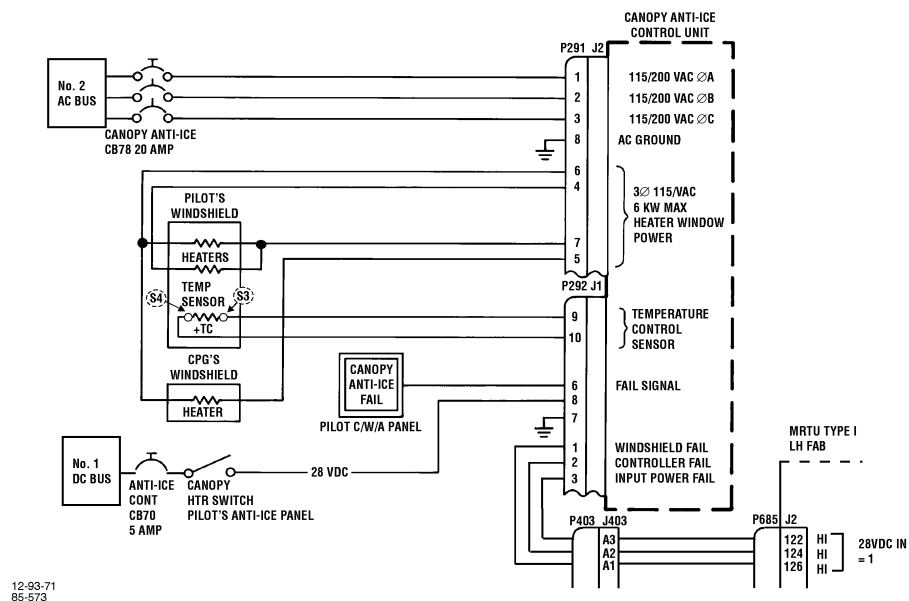 CANOPY ANTI-ICE
CONTROL UNIT
P291 J2
No. 2
AC BUS
1 115/200 VAC ∅A
2 115/200 VAC ∅B
3 115/200 VAC ∅C
CANOPY ANTI-ICE
CB78 20 AMP
8 AC GROUND
6
4
3∅ 115/VAC
6 KW MAX
HEATER WINDOW
POWER
PILOT'S
WINDSHIELD
HEATERS
7
5
P292 J1
TEMP
SENSOR
S4
S3
+TC
9
10
TEMPERATURE
CONTROL
SENSOR
CPG'S
WINDSHIELD
HEATER
CANOPY
ANTI-ICE
FAIL
PILOT C/W/A PANEL
6 FAIL SIGNAL
8
7
1 WINDSHIELD FAIL
2 CONTROLLER FAIL
3 INPUT POWER FAIL
MRTU TYPE I
LH FAB
No. 1
DC BUS
28 VDC
ANTI-ICE
CONT
CB70
5 AMP
CANOPY
HTR SWITCH
PILOT'S ANTI-ICE PANEL
P403 J403
P685 J2
A3 122 HI
A2 124 HI
A1 126 HI
28VDC IN
= 1
12-93-71
85-573